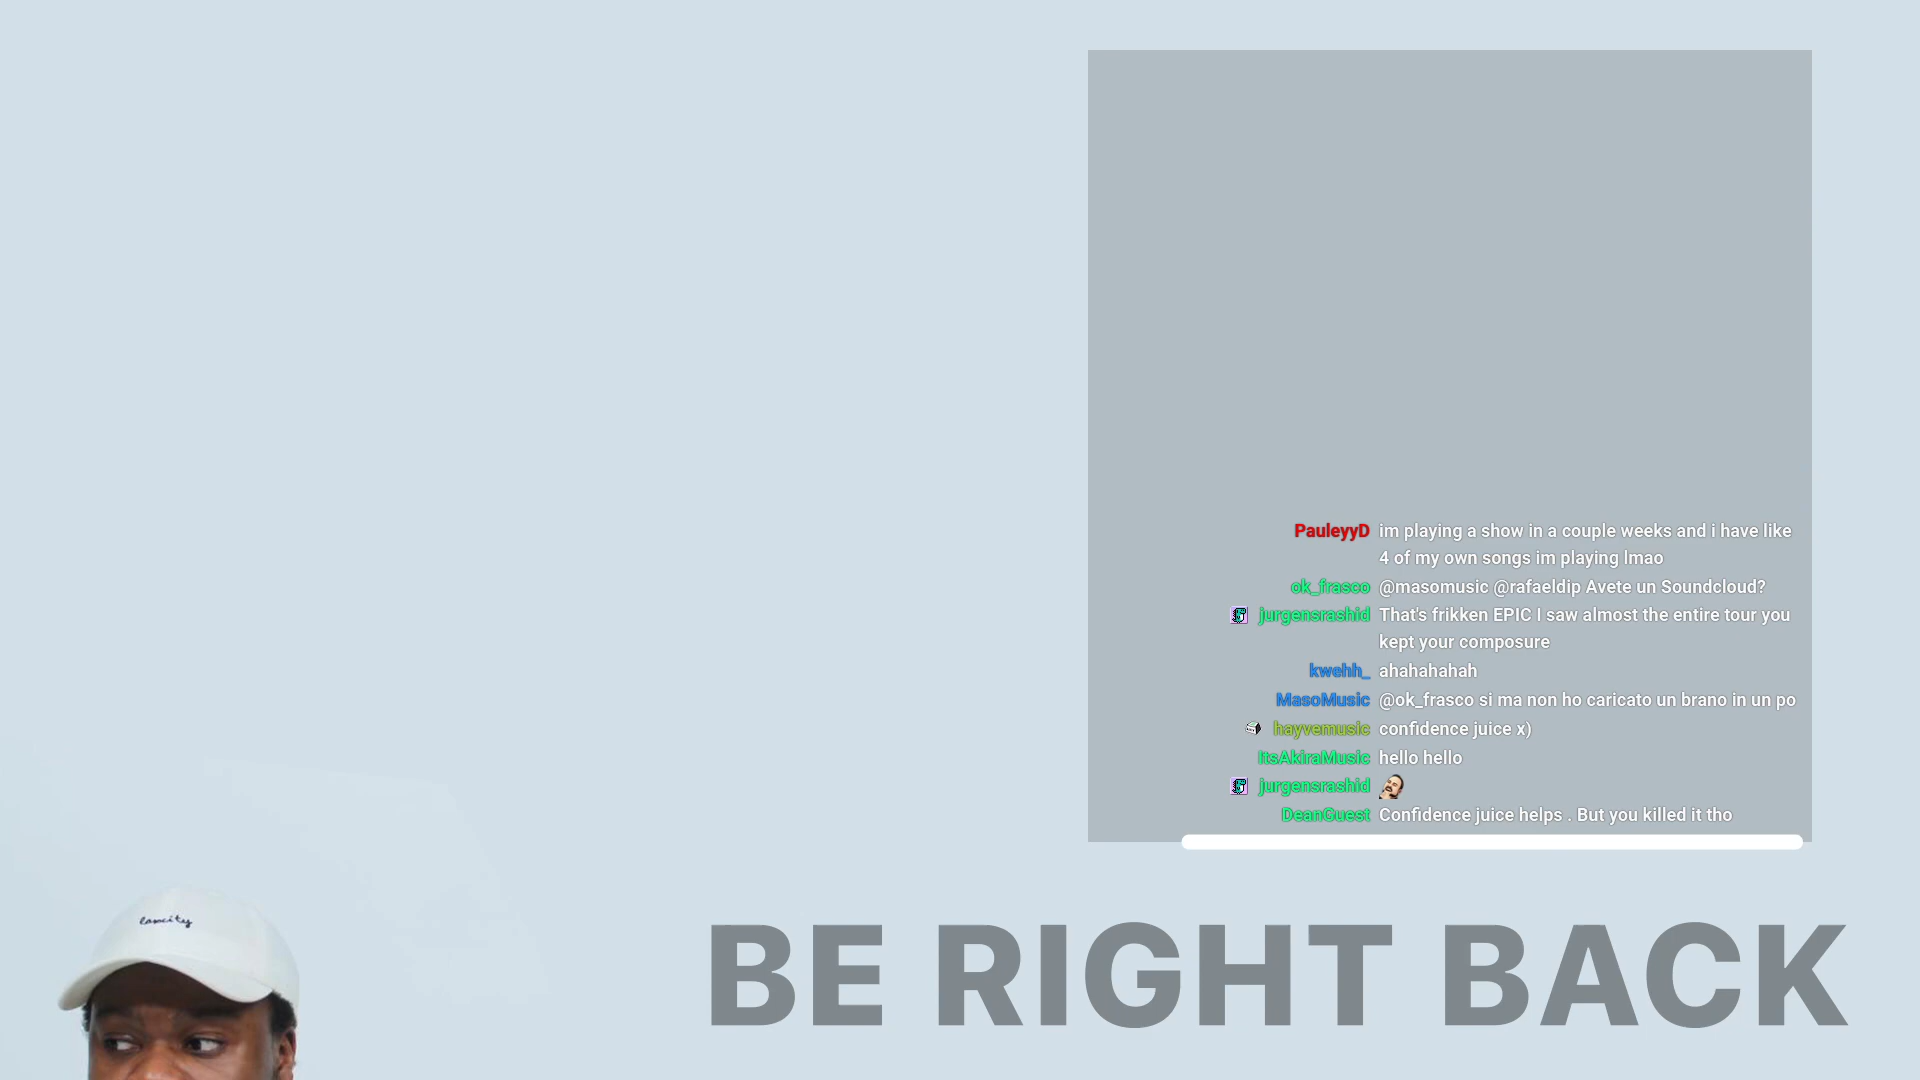 PauleyyD im playing a show in a couple weeks and i have like
4 of my own songs im playing lmao
ok_frasco @masomusic @rafaeldip Avete un Soundcloud?
jurgensrashid That's frikken EPIC I saw almost the entire tour you
kept your composure
kwehh_ ahahahahah
MasoMusic @ok_frasco si ma non ho caricato un brano in un po
hayvemusic confidence juice x)
ItsAkiraMusic hello hello
jurgensrashid
DeanGuest Confidence juice helps . But you killed it tho
BE RIGHT BACK